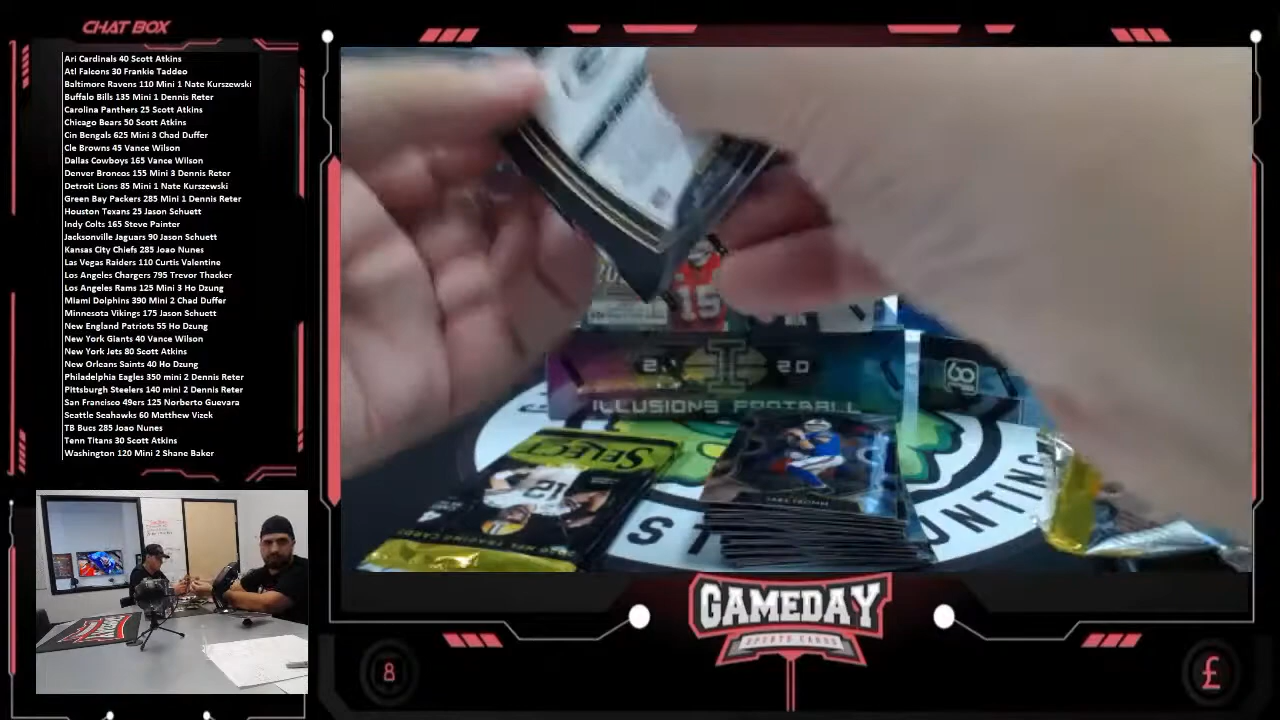 CHAT BOX
Ari Cardinals 40 Scott Atkins
Atl Falcons 30 Frankie Taddeo
Baltimore Ravens 110 Mini 1 Nate Kurszewski
Buffalo Bills 135 Mini 1 Dennis Reter
Carolina Panthers 25 Scott Atkins
Chicago Bears 50 Scott Atkins
Cin Bengals 625 Mini 3 Chad Duffer
Cle Browns 45 Vance Wilson
Dallas Cowboys 165 Vance Wilson
Denver Broncos 155 Mini 3 Dennis Reter
Detroit Lions 85 Mini 1 Nate Kurszewski
Green Bay Packers 285 Mini 1 Dennis Reter
Houston Texans 25 Jason Schuett
Indy Colts 165 Steve Painter
Jacksonville Jaguars 90 Jason Schuett
Kansas City Chiefs 285 Joao Nunes
Las Vegas Raiders 110 Curtis Valentine
Los Angeles Chargers 795 Trevor Thacker
Los Angeles Rams 125 Mini 3 Ho Dzung
Miami Dolphins 390 Mini 2 Chad Duffer
Minnesota Vikings 175 Jason Schuett
New England Patriots 55 Ho Dzung
New York Giants 40 Vance Wilson
New York Jets 80 Scott Atkins
New Orleans Saints 40 Ho Dzung
Philadelphia Eagles 350 mini 2 Dennis Reter
Pittsburgh Steelers 140 mini 2 Dennis Reter
San Francisco 49ers 125 Norberto Guevara
Seattle Seahawks 60 Matthew Vizek
TB Bucs 285 Joao Nunes
Tenn Titans 30 Scott Atkins
Washington 120 Mini 2 Shane Baker
15
20
ILLUSIONS FOOTBALL
SELECT
12
JAKE FROMM
ST
UNTING
GAMEDAY
SPORTS CARDS
8
£